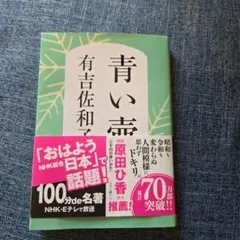 青い壺
有吉佐和子
昭和も
令和も
変わらぬ
人間模様に
ドキリ。
「おはよう
日本」で
NHK総合
話題!
原田ひ香
推薦!
70万部
突破!!
100分de名著
NHK・Eテレで放送